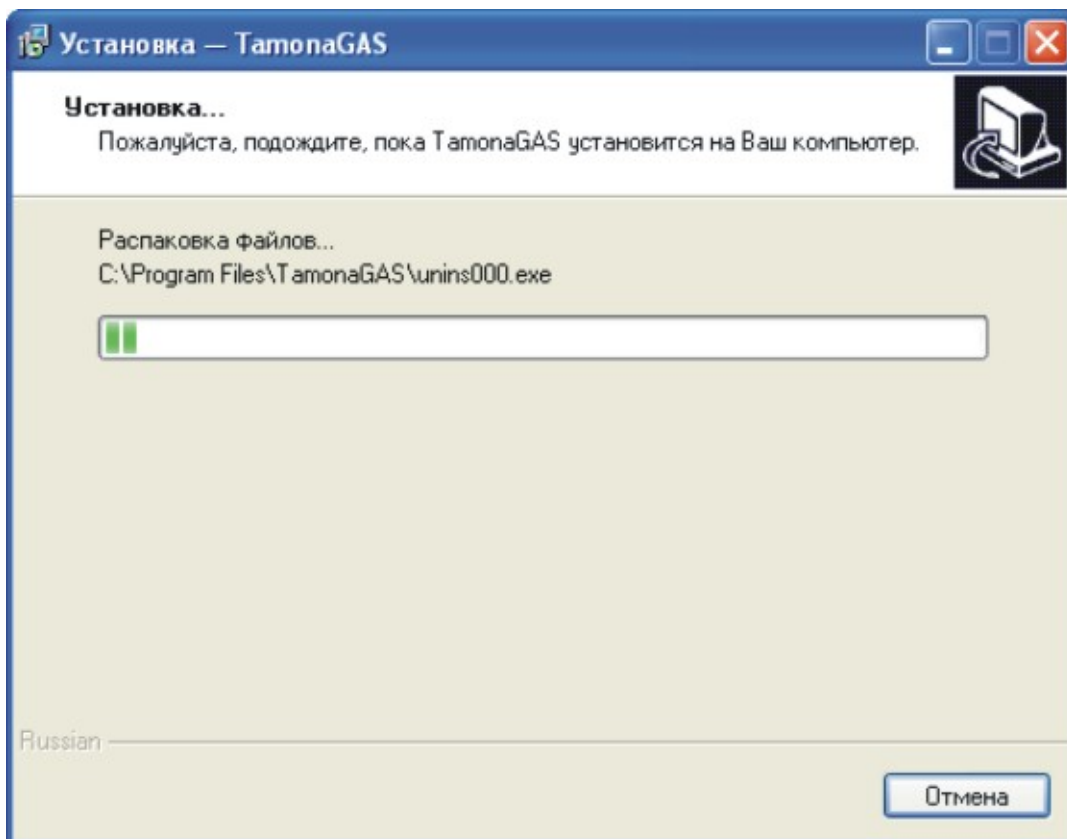 Установка — TamonaGAS
Установка...
Пожалуйста, подождите, пока TamonaGAS установится на Ваш компьютер.
Распаковка файлов...
C:\Program Files\TamonaGAS\unins000.exe
Russian
Отмена